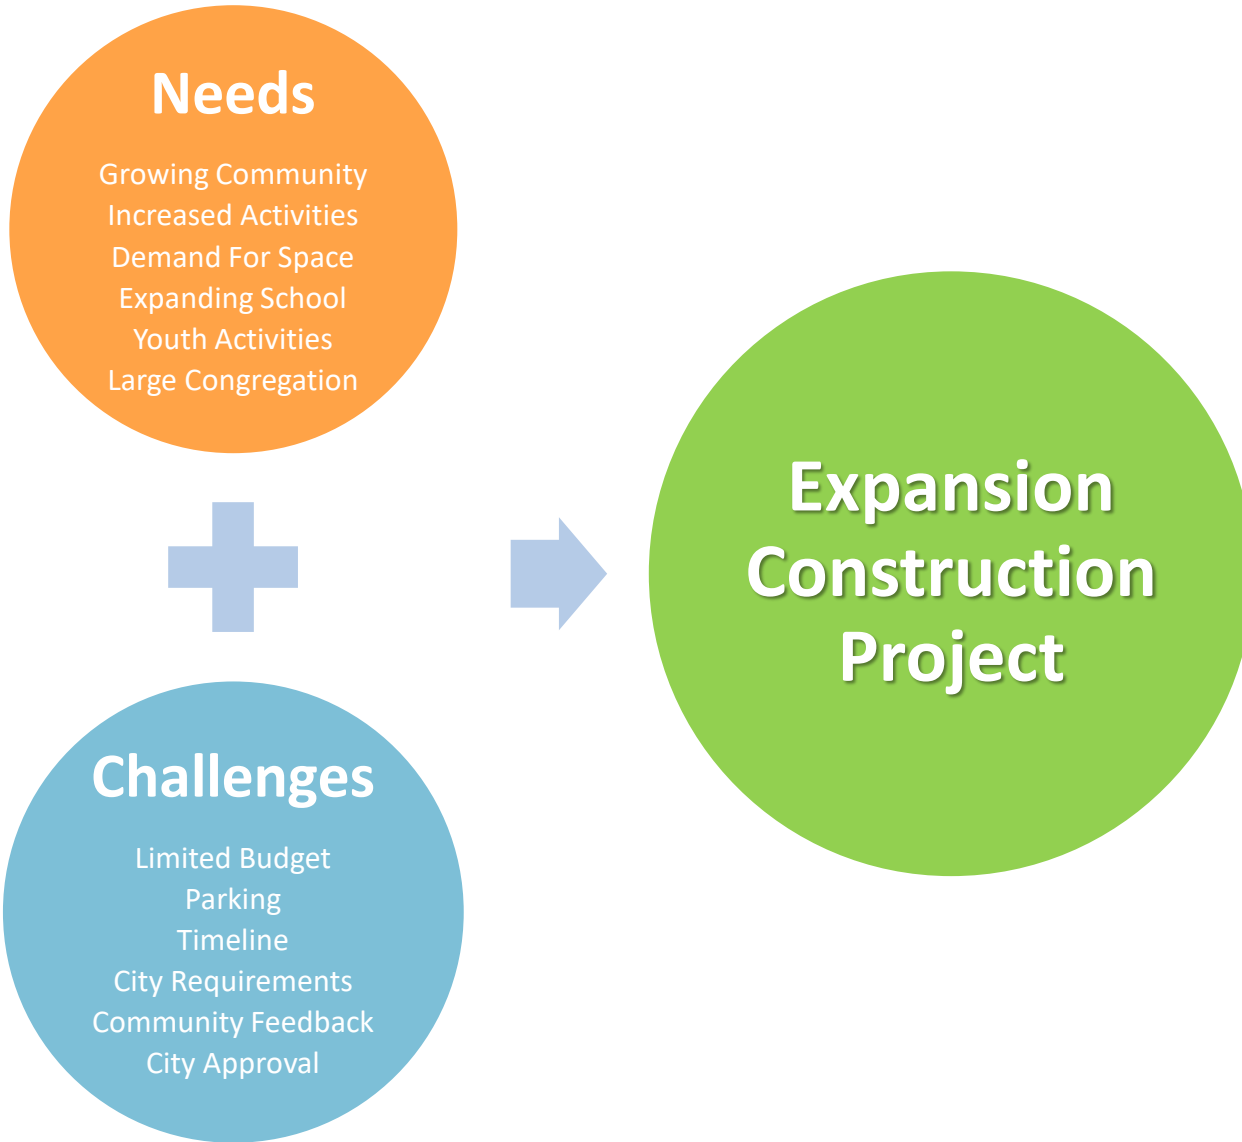 Needs
Growing Community
Increased Activities
Demand For Space
Expanding School
Youth Activities
Large Congregation
Challenges
Limited Budget
Parking
Timeline
City Requirements
Community Feedback
City Approval
Expansion
Construction
Project